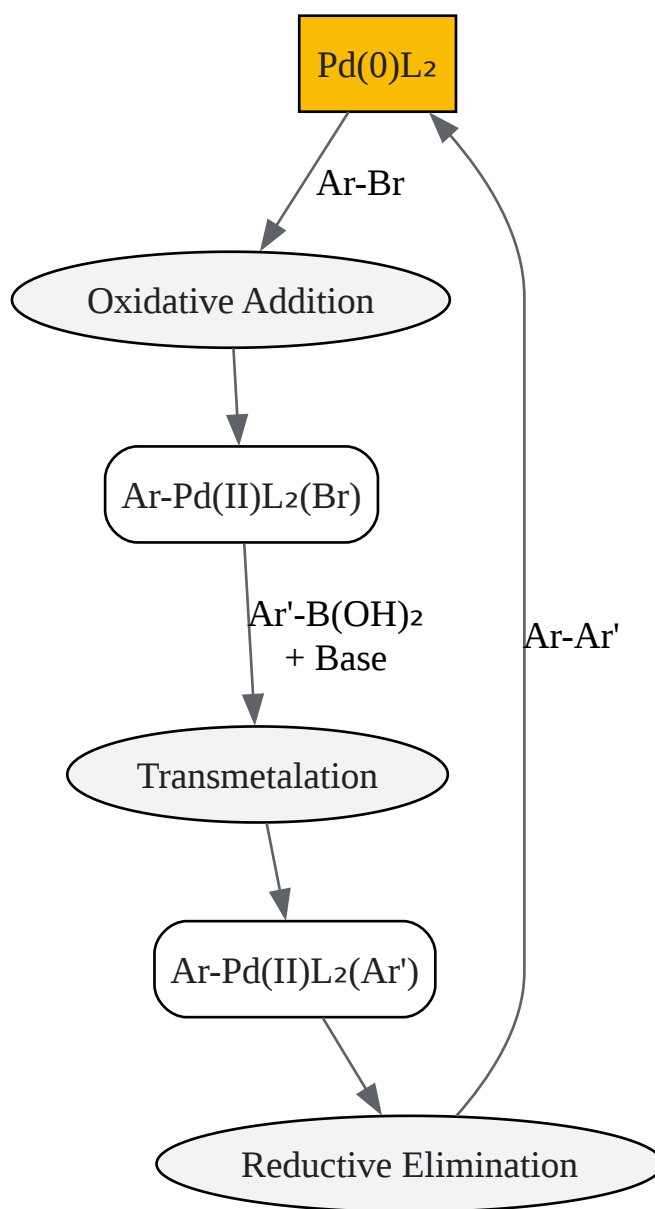 Pd(0)L₂
Ar-Br
Oxidative Addition
Ar-Pd(II)L₂(Br)
Ar'-B(OH)₂
+ Base
Ar-Ar'
Transmetalation
Ar-Pd(II)L₂(Ar')
Reductive Elimination